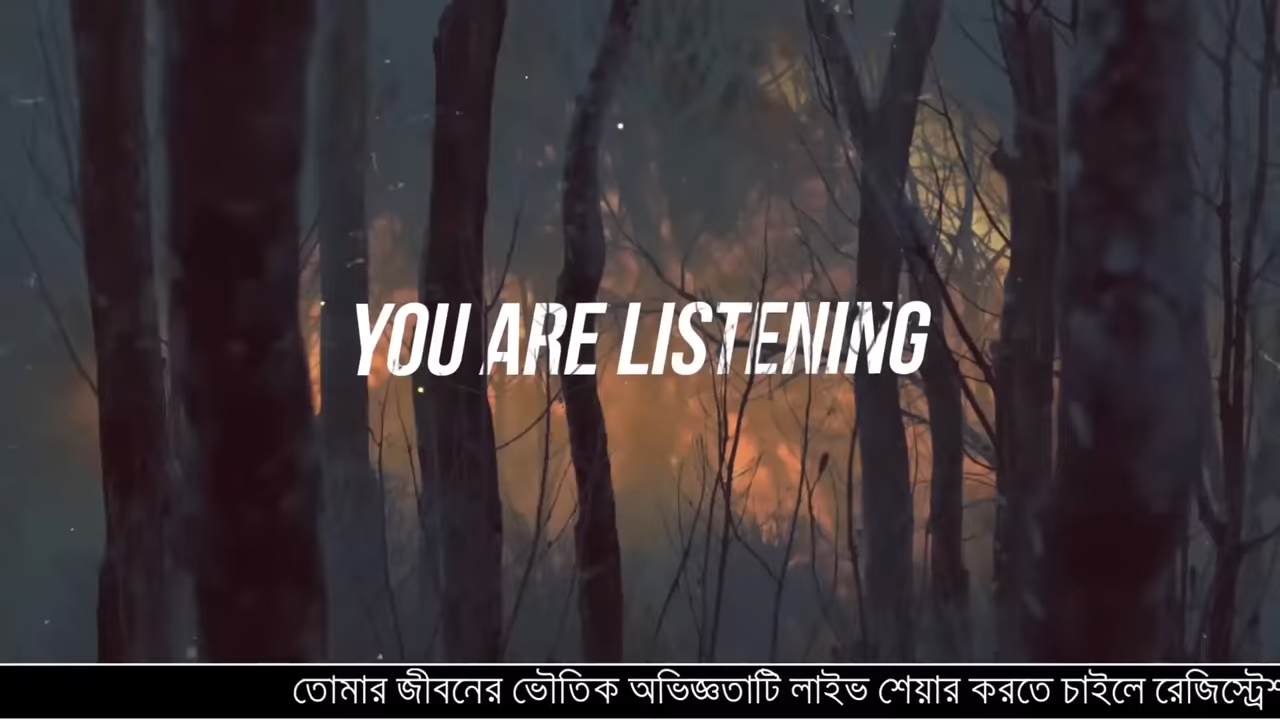 YOU ARE LISTENING
তোমার জীবনের ভৌতিক অভিজ্ঞতাটি লাইভ শেয়ার করতে চাইলে